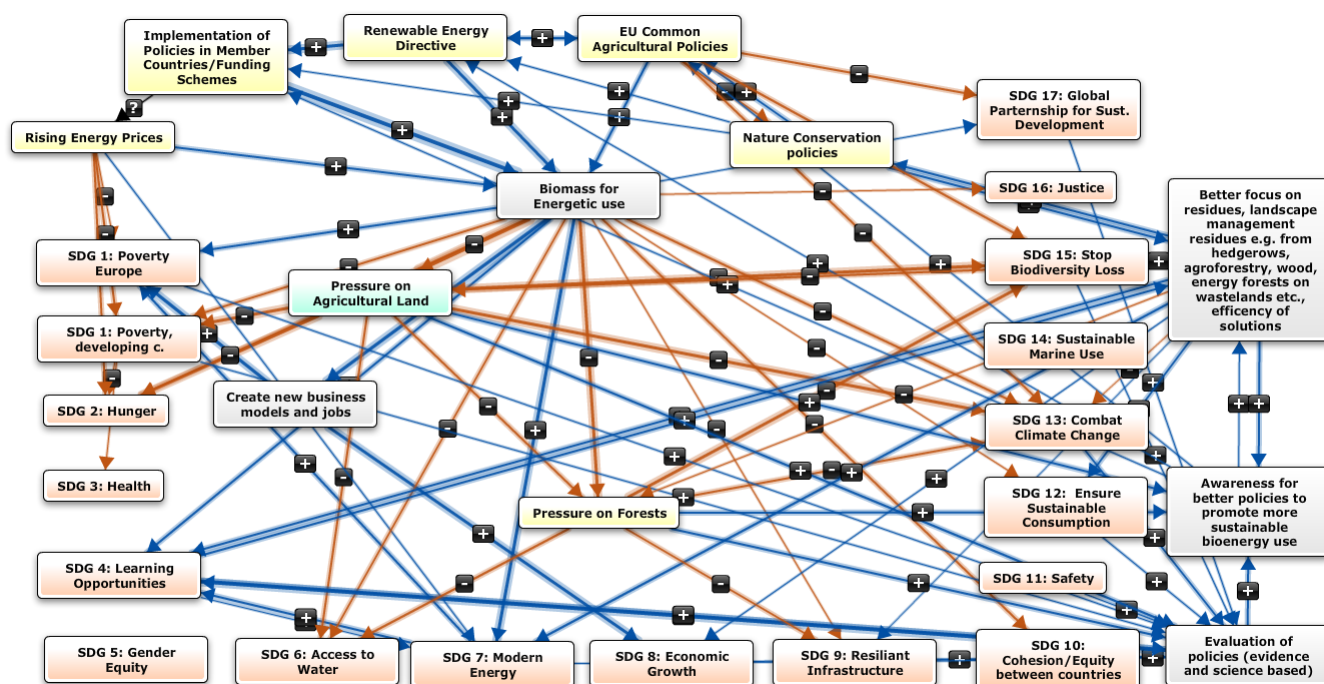 Implementation of
Policies in Member
Countries/Funding
Schemes
Renewable Energy
Directive
EU Common
Agricultural Policies
SDG 17: Global
Parternship for Sust.
Development
Rising Energy Prices
Nature Conservation
policies
Biomass for
Energetic use
SDG 16: Justice
Better focus on
residues, landscape
management
residues e.g. from
hedgerows,
agroforestry, wood,
energy forests on
wastelands etc.,
efficency of
solutions
SDG 1: Poverty
Europe
Pressure on
Agricultural Land
SDG 15: Stop
Biodiversity Loss
SDG 1: Poverty,
developing c.
SDG 14: Sustainable
Marine Use
Create new business
models and jobs
SDG 2: Hunger
SDG 13: Combat
Climate Change
SDG 3: Health
Pressure on Forests
SDG 12:  Ensure
Sustainable
Consumption
Awareness for
better policies to
promote more
sustainable
bioenergy use
SDG 4: Learning
Opportunities
SDG 11: Safety
SDG 5: Gender
Equity
SDG 6: Access to
Water
SDG 7: Modern
Energy
SDG 8: Economic
Growth
SDG 9: Resiliant
Infrastructure
SDG 10:
Cohesion/Equity
between countries
Evaluation of
policies (evidence
and science based)